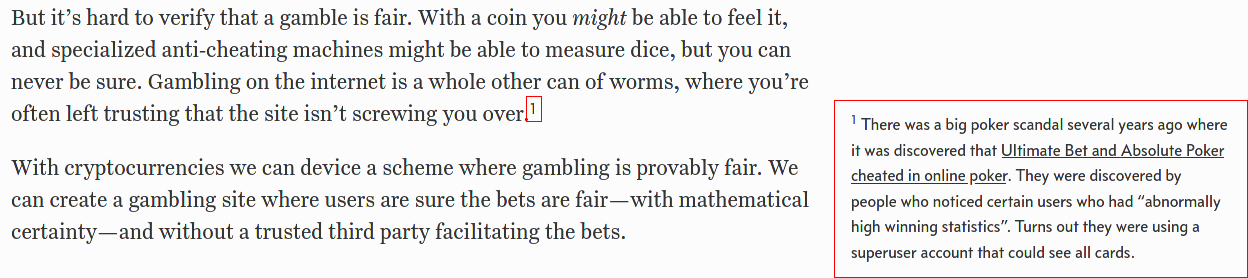 But it’s hard to verify that a gamble is fair. With a coin you might be able to feel it,
and specialized anti-cheating machines might be able to measure dice, but you can
never be sure. Gambling on the internet is a whole other can of worms, where you’re
often left trusting that the site isn’t screwing you over.1
With cryptocurrencies we can device a scheme where gambling is provably fair. We
can create a gambling site where users are sure the bets are fair—with mathematical
certainty—and without a trusted third party facilitating the bets.
1 There was a big poker scandal several years ago where
it was discovered that Ultimate Bet and Absolute Poker
cheated in online poker. They were discovered by
people who noticed certain users who had “abnormally
high winning statistics”. Turns out they were using a
superuser account that could see all cards.